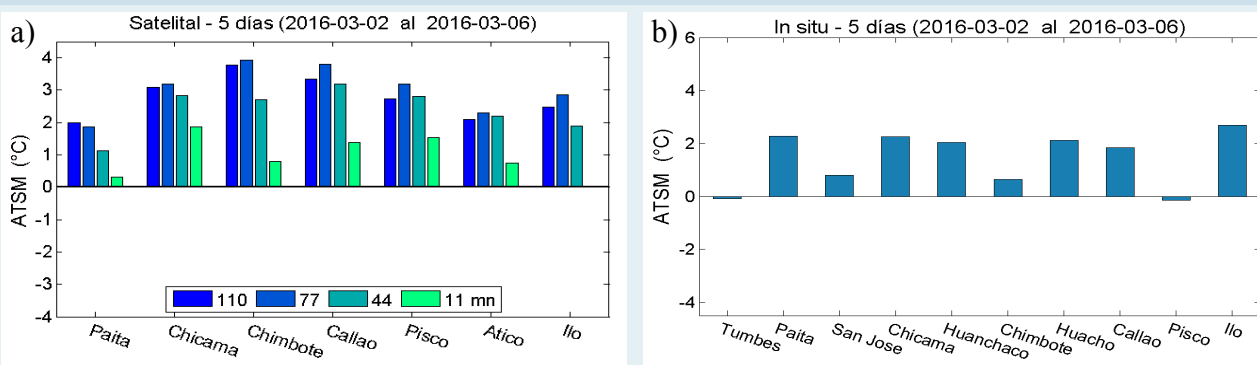 a)
Satelital - 5 días (2016-03-02 al 2016-03-06)
ATSM (°C)
4
3
2
1
0
-1
-2
-3
-4
110 77 44 11 mn
Paita Chicama Chimbote Callao Pisco Atico Ilo
b)
In situ - 5 días (2016-03-02 al 2016-03-06)
ATSM (°C)
6
4
2
0
-2
-4
Tumbes Paita San Jose Chicama Huanchaco Chimbote Huacho Callao Pisco Ilo